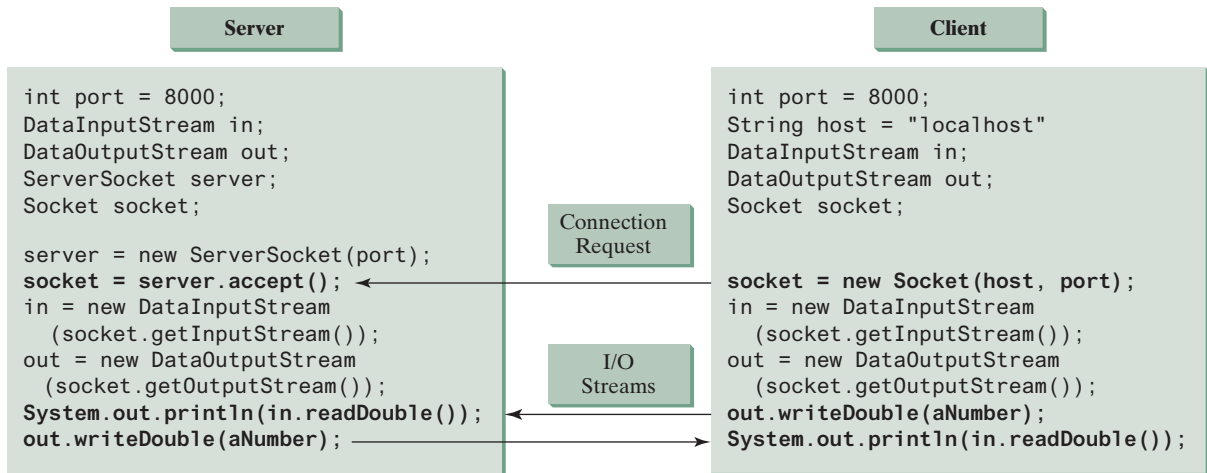 Server
int port = 8000;
DataInputStream in;
DataOutputStream out;
ServerSocket server;
Socket socket;
server = new ServerSocket(port);
socket = server.accept();
in = new DataInputStream
(socket.getInputStream());
out = new DataOutputStream
(socket.getOutputStream());
System.out.println(in.readDouble());
out.writeDouble(aNumber);
Connection
Request
I/O
Streams
Client
int port = 8000;
String host = "localhost"
DataInputStream in;
DataOutputStream out;
Socket socket;
socket = new Socket(host, port);
in = new DataInputStream
(socket.getInputStream());
out = new DataOutputStream
(socket.getOutputStream());
out.writeDouble(aNumber);
System.out.println(in.readDouble());